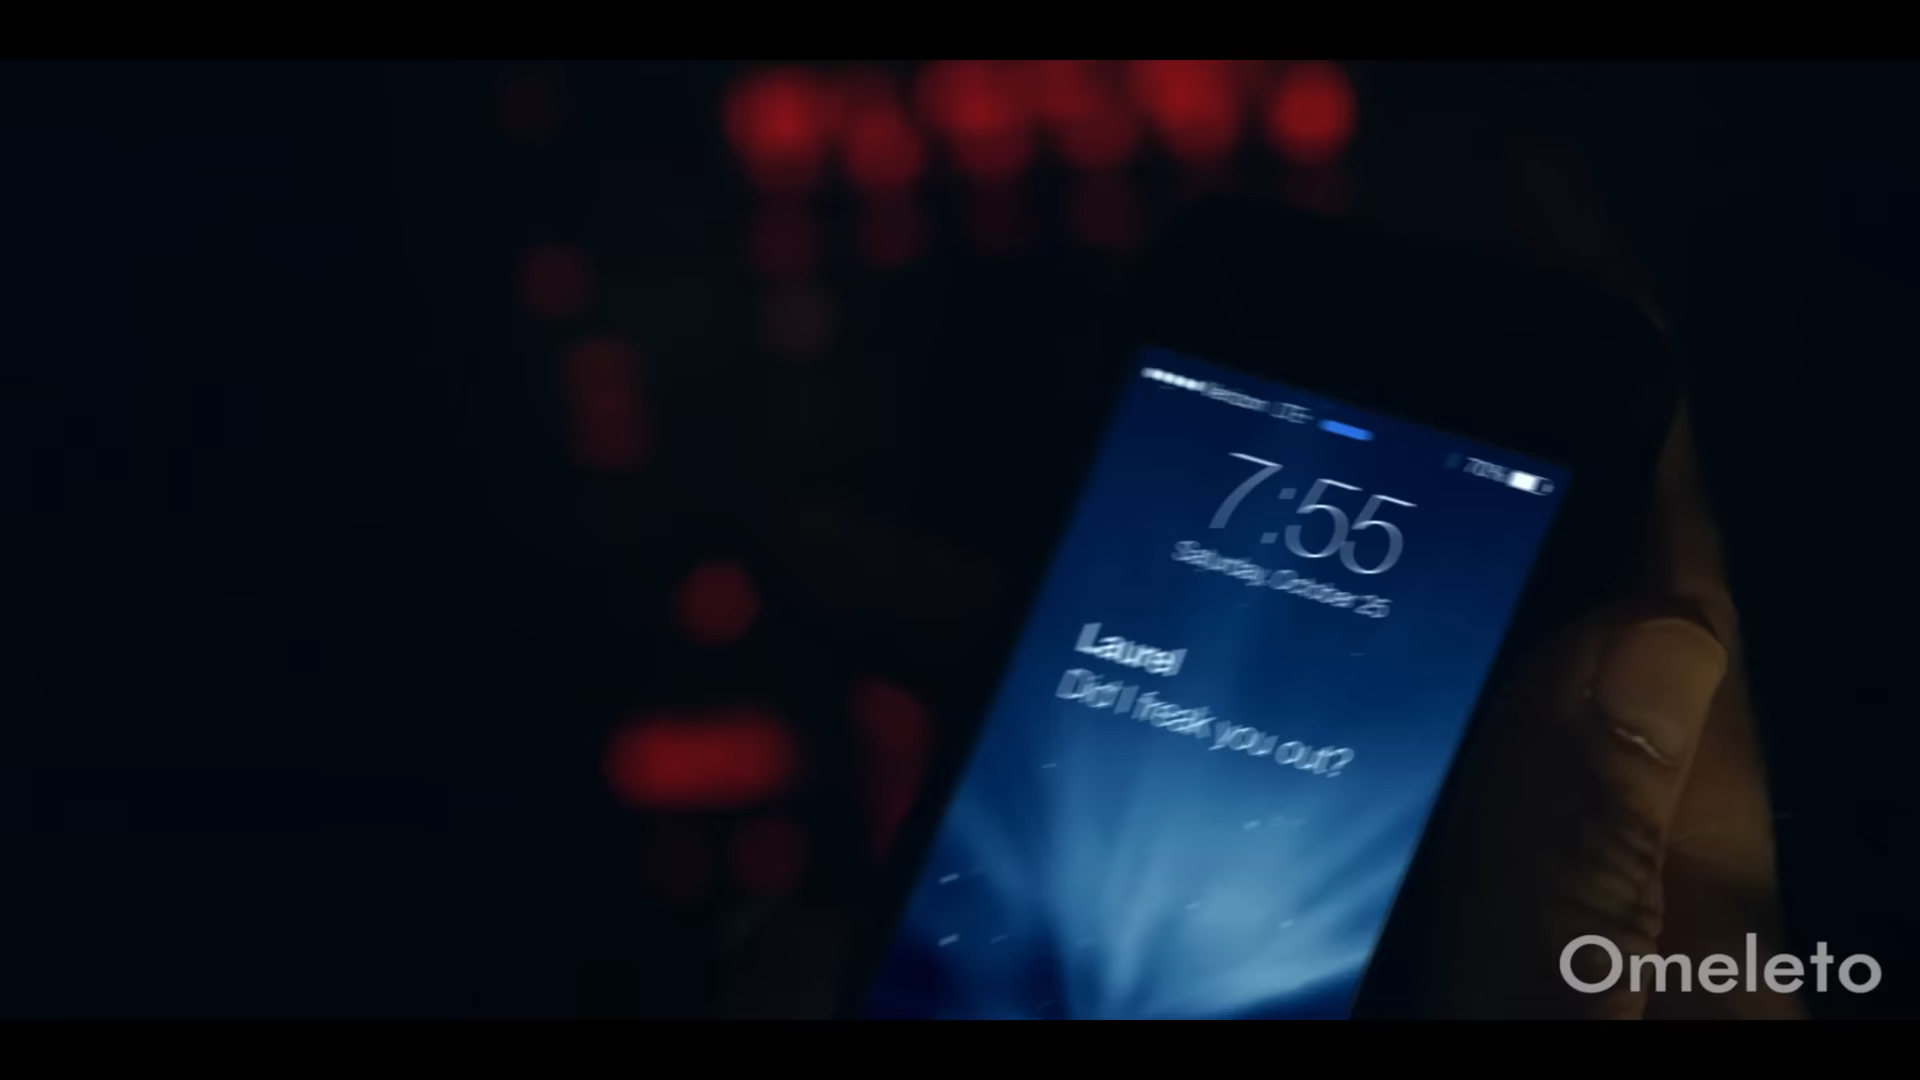 Verizon LTE 70%
7:55
Saturday, October 25
Laurel
Did I freak you out?
Omeleto